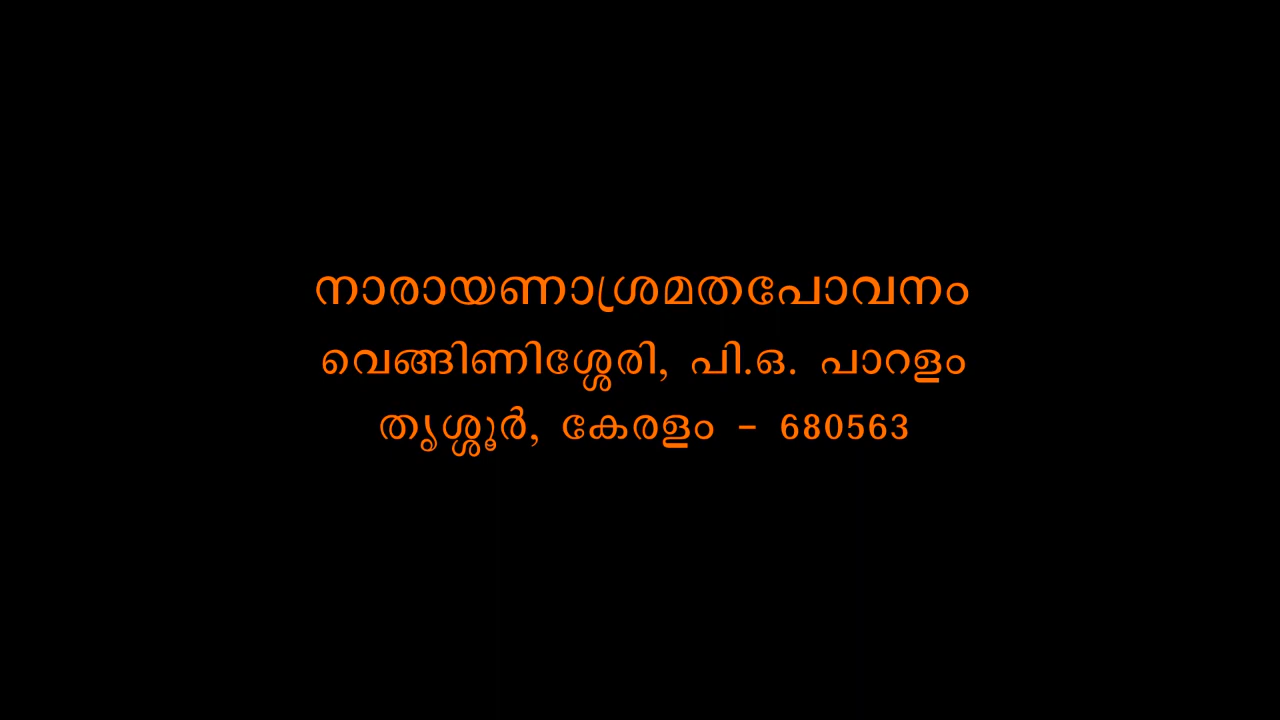 നാരായണാശ്രമതപോവനം
വെങ്ങിണിശ്ശേരി, പി.ഒ. പാറളം
തൃശ്ശൂർ, കേരളം - 680563